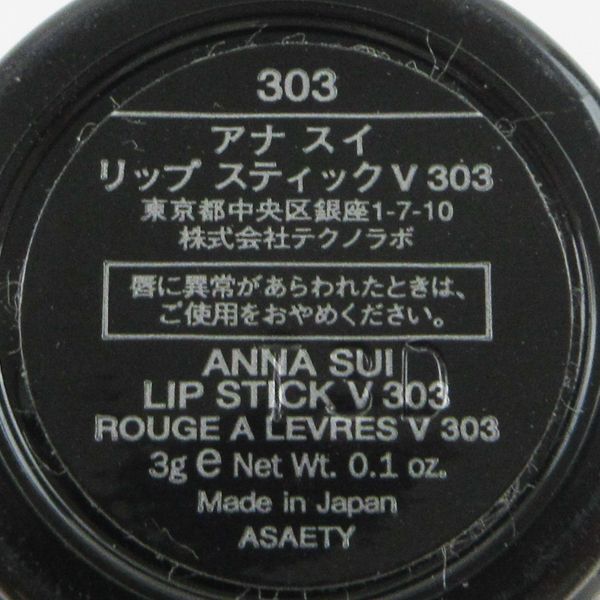 303
アナ スイ
リップ スティック V 303
東京都中央区銀座1-7-10
株式会社テクノラボ
唇に異常があらわれたときは、
ご使用をおやめください。
ANNA SUI
LIP STICK V 303
ROUGE A LEVRES V 303
3g e Net Wt. 0.1 oz.
Made in Japan
ASAETY